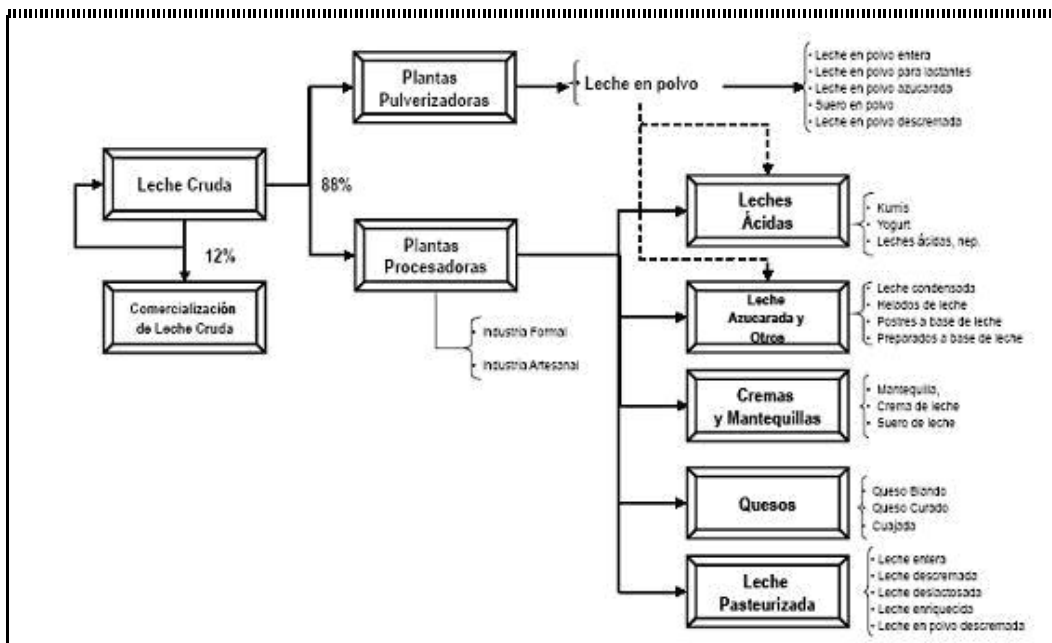 Leche Cruda
12%
Comercialización
de Leche Cruda
88%
Plantas
Pulverizadoras
Leche en polvo
• Leche en polvo entera
• Leche en polvo para lactantes
• Leche en polvo azucarada
• Suero en polvo
• Leche en polvo descremada
Plantas
Procesadoras
• Industria Formal
• Industria Artesanal
Leches
Ácidas
• Kumis
• Yogurt
• Leches ácidas, nep.
Leche
Azucarada y
Otros
• Leche condensada
• Helados de leche
• Postres a base de leche
• Preparados a base de leche
Cremas
y Mantequillas
• Mantequilla,
• Crema de leche
• Suero de leche
Quesos
• Queso Blando
• Queso Curado
• Cuajada
Leche
Pasteurizada
• Leche entera
• Leche descremada
• Leche deslactosada
• Leche enriquecida
• Leche en polvo descremada